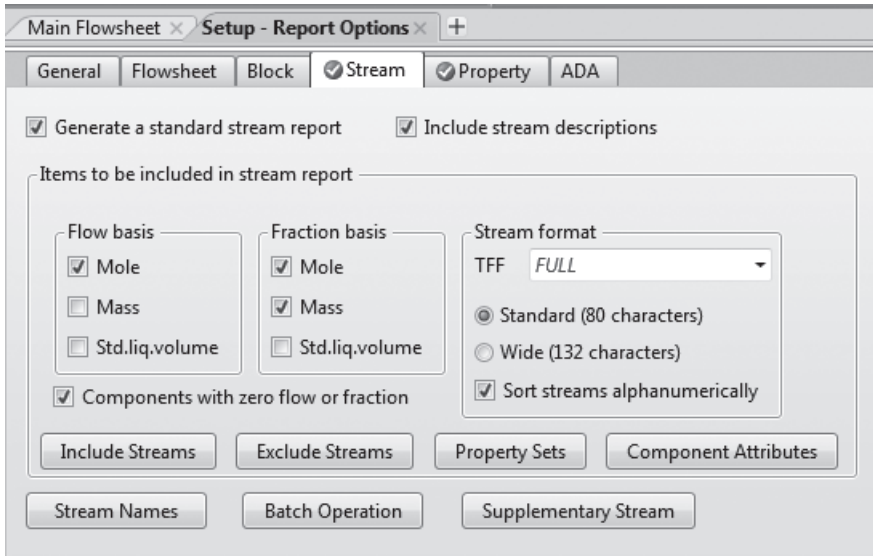 Main Flowsheet Setup - Report Options
General Flowsheet Block Stream Property ADA
Generate a standard stream report Include stream descriptions
Items to be included in stream report
Flow basis Fraction basis Stream format
Mole Mole TFF FULL
Mass Mass Standard (80 characters)
Std.liq.volume Std.liq.volume Wide (132 characters)
Components with zero flow or fraction Sort streams alphanumerically
Include Streams Exclude Streams Property Sets Component Attributes
Stream Names Batch Operation Supplementary Stream